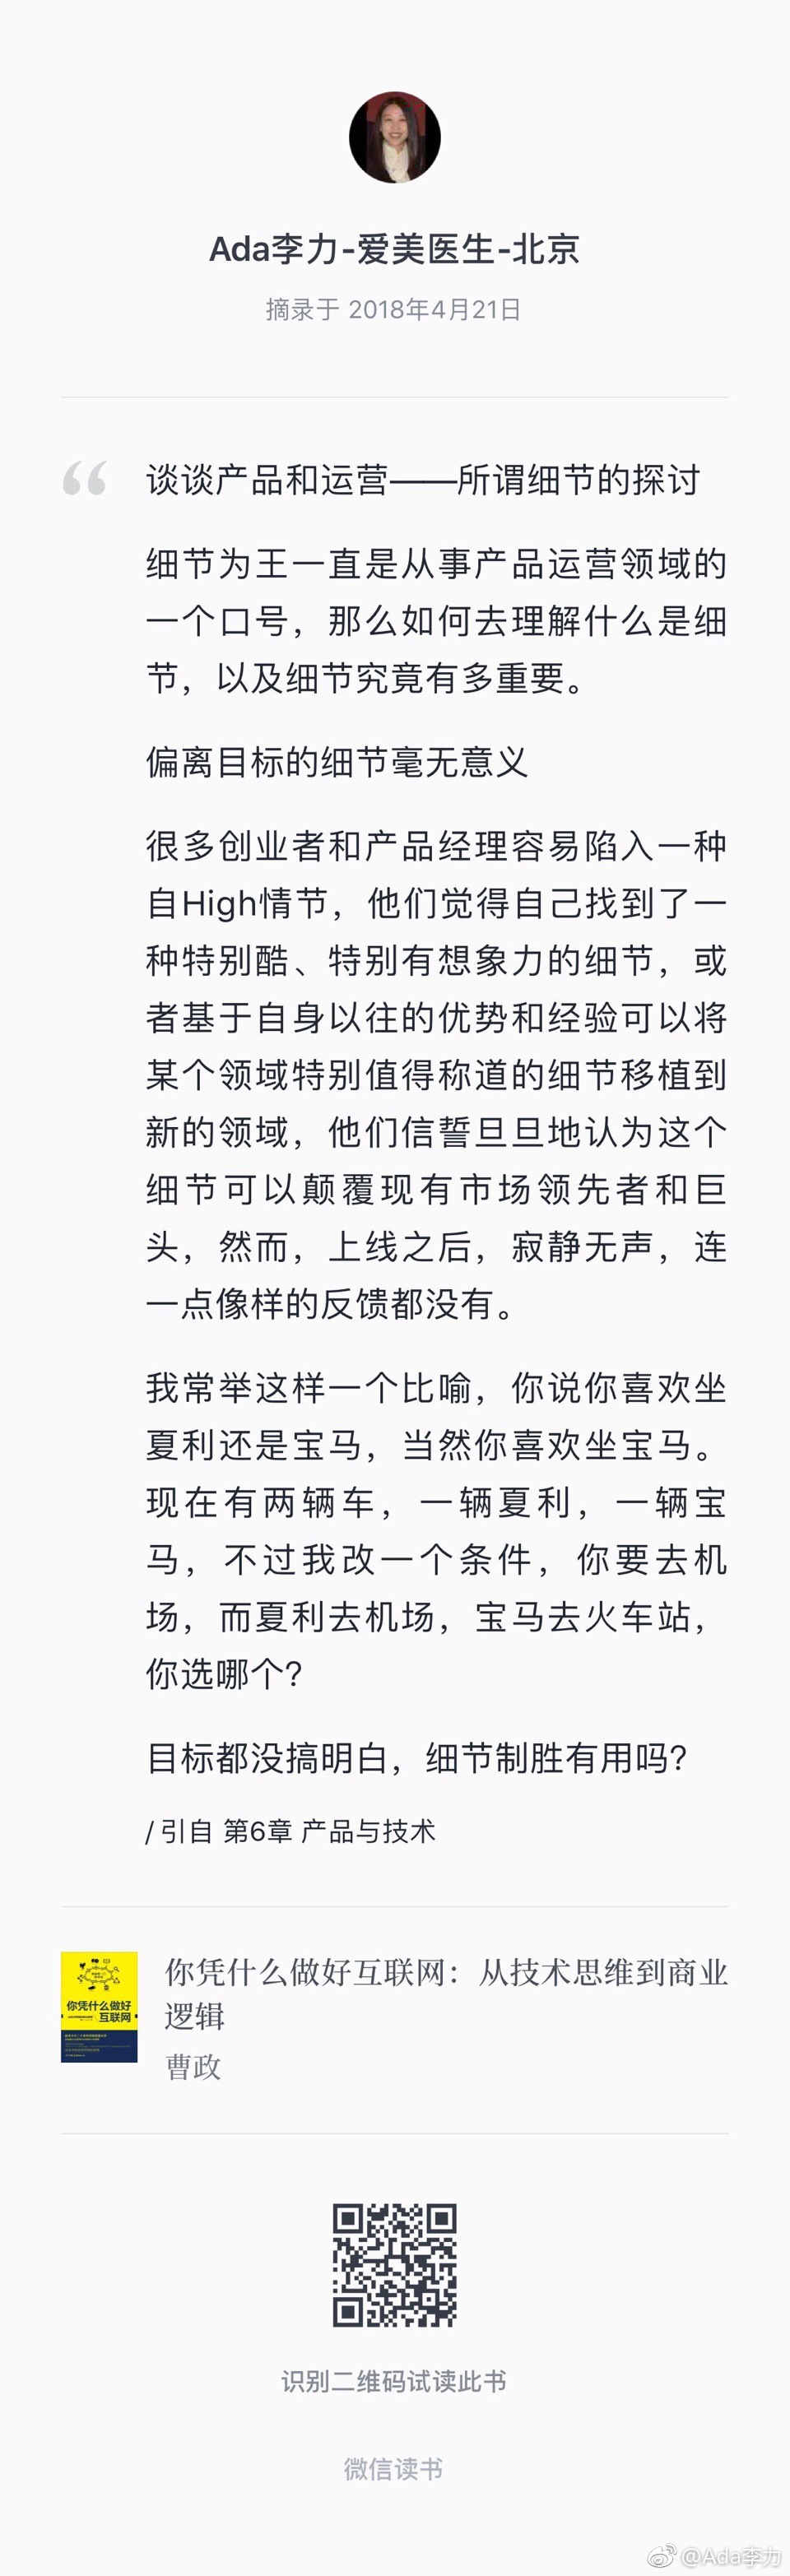 Ada李力-爱美医生-北京
摘录于 2018年4月21日
谈谈产品和运营——所谓细节的探讨
细节为王一直是从事产品运营领域的
一个口号，那么如何去理解什么是细
节，以及细节究竟有多重要。
偏离目标的细节毫无意义
很多创业者和产品经理容易陷入一种
自High情节，他们觉得自己找到了一
种特别酷、特别有想象力的细节，或
者基于自身以往的优势和经验可以将
某个领域特别值得称道的细节移植到
新的领域，他们信誓旦旦地认为这个
细节可以颠覆现有市场领先者和巨
头，然而，上线之后，寂静无声，连
一点像样的反馈都没有。
我常举这样一个比喻，你说你喜欢坐
夏利还是宝马，当然你喜欢坐宝马。
现在有两辆车，一辆夏利，一辆宝
马，不过我改一个条件，你要去机
场，而夏利去机场，宝马去火车站，
你选哪个？
目标都没搞明白，细节制胜有用吗？
/ 引自 第6章 产品与技术
你凭什么做好
互联网
你凭什么做好互联网：从技术思维到商业
逻辑
曹政
识别二维码试读此书
微信读书
@Ada李力